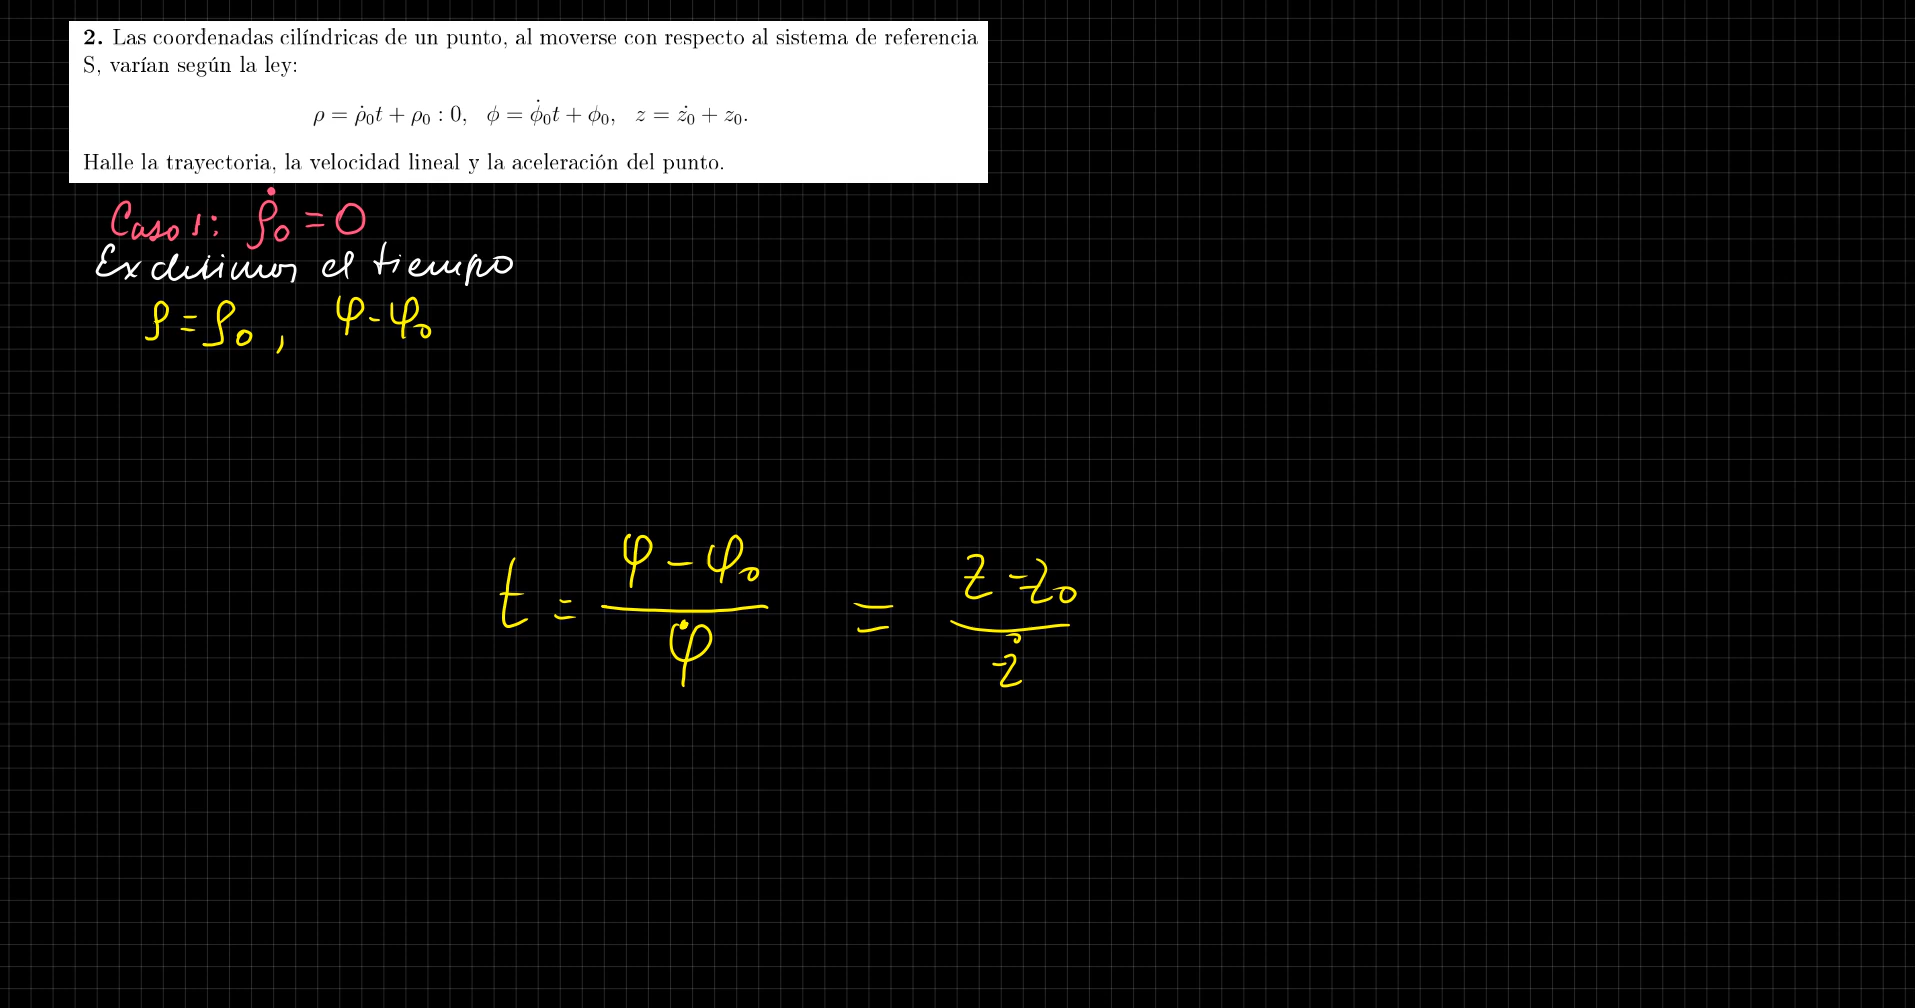 2. Las coordenadas cilíndricas de un punto, al moverse con respecto al sistema de referencia
S, varían según la ley:
ρ = ρ̇₀t + ρ₀ : 0, ϕ = ϕ̇₀t + ϕ₀, z = ż₀ + z₀.
Halle la trayectoria, la velocidad lineal y la aceleración del punto.
Caso 1: ρ̇₀ = 0
Excluimos el tiempo
ρ = ρ₀, φ - φ₀
t = (φ - φ₀)/φ̇ = (z - z₀)/ż